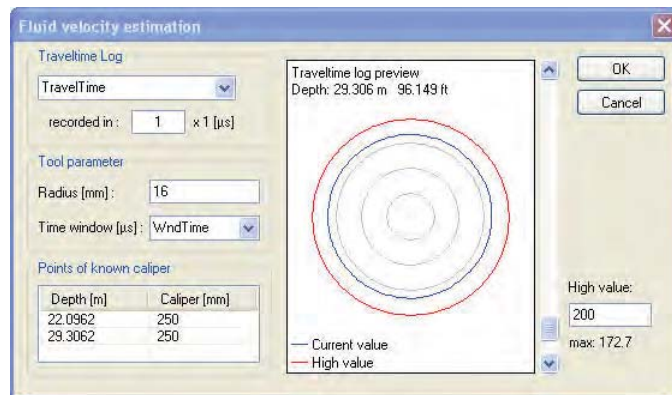 Fluid velocity estimation
Traveltime Log
TravelTime
recorded in : 1 x 1 [µs]
Tool parameter
Radius [mm] : 16
Time window [µs] : WndTime
Points of known caliper
Depth [m] Caliper [mm]
22.0962 250
29.3062 250
Traveltime log preview
Depth: 29.306 m 96.149 ft
Current value
High value
OK
Cancel
High value:
200
max: 172.7